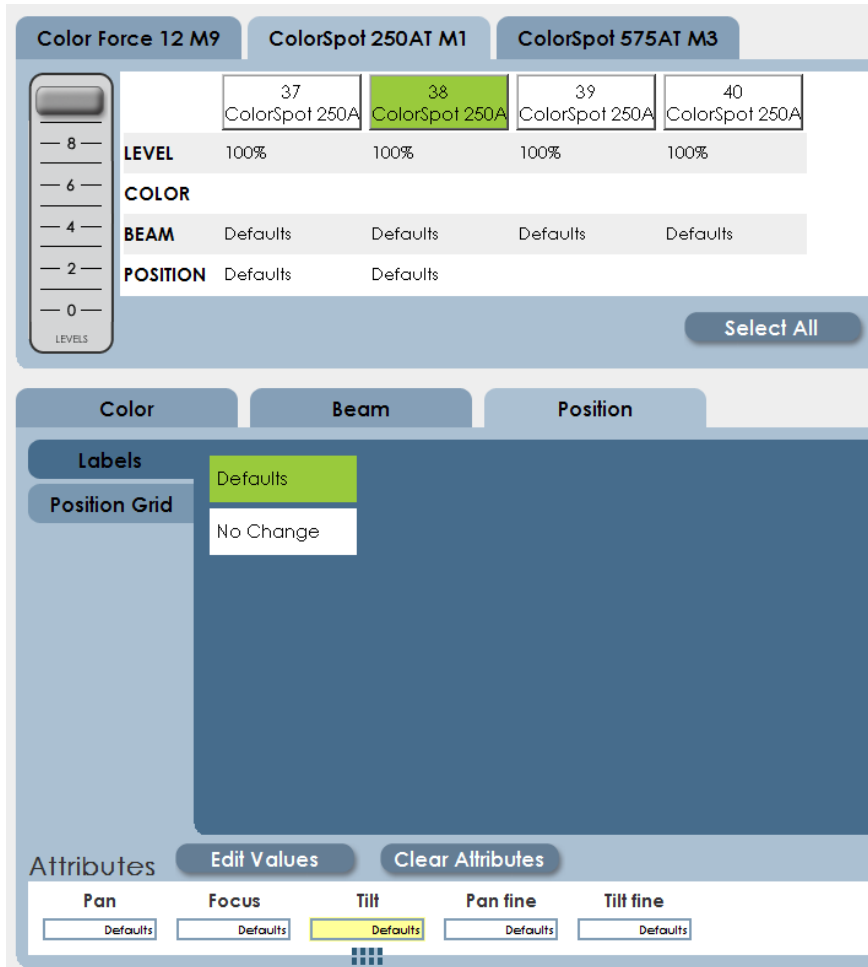 Color Force 12 M9 ColorSpot 250AT M1 ColorSpot 575AT M3
37 38 39 40
ColorSpot 250A ColorSpot 250A ColorSpot 250A ColorSpot 250A
8 LEVEL 100% 100% 100% 100%
6 COLOR
4 BEAM Defaults Defaults Defaults Defaults
2 POSITION Defaults Defaults
0
LEVELS
Select All
Color Beam Position
Labels
Defaults
Position Grid
No Change
Attributes Edit Values Clear Attributes
Pan Focus Tilt Pan fine Tilt fine
Defaults Defaults Defaults Defaults Defaults